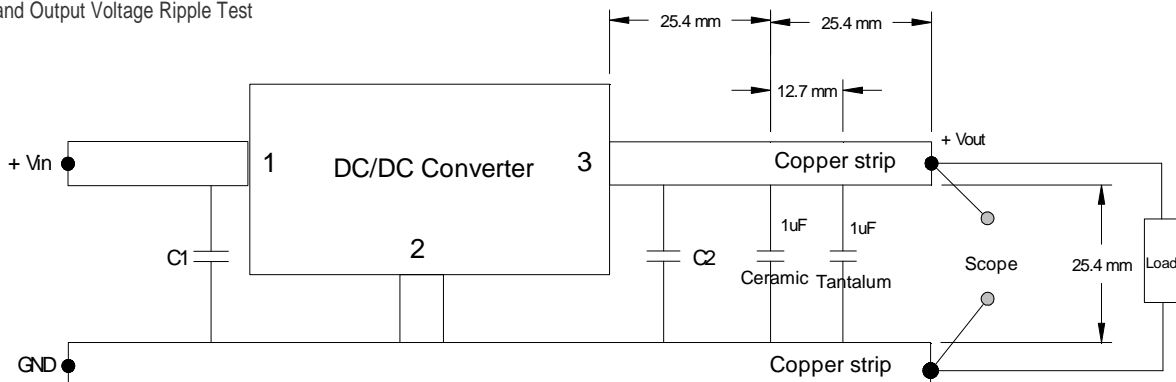 and Output Voltage Ripple Test
25.4 mm
25.4 mm
12.7 mm
+ Vin
1
DC/DC Converter
3
Copper strip
+ Vout
2
C1
C2
1uF
Ceramic
1uF
Tantalum
Scope
25.4 mm
Load
GND
Copper strip